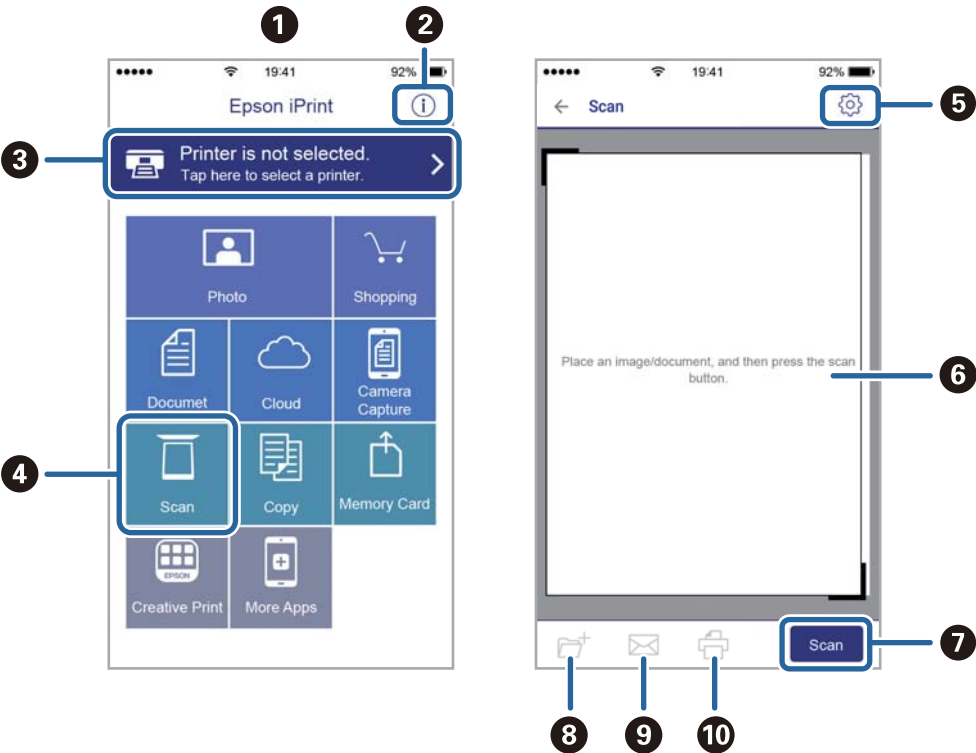 1
2
19:41
92%
Epson iPrint
i
3
Printer is not selected.
Tap here to select a printer.
Photo
Shopping
Documet
Cloud
Camera
Capture
4
Scan
Copy
Memory Card
EPSON
Creative Print
More Apps
19:41
92%
Scan
5
Place an image/document, and then press the scan
button.
6
Scan
7
8
9
10